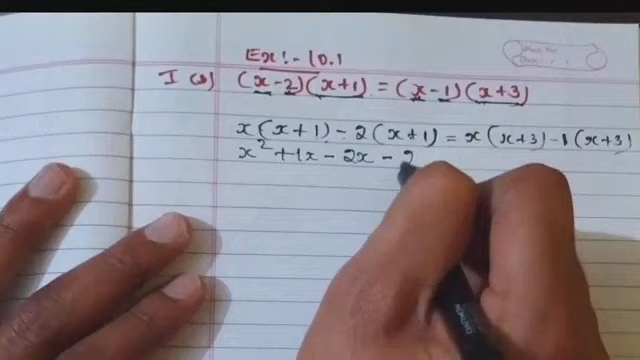 Ex:- 10.1
(x-2)(x+1) = (x-1)(x+3)
x(x+1) - 2(x+1) = x(x+3) - 1(x+3)
x² + 1x - 2x - 2